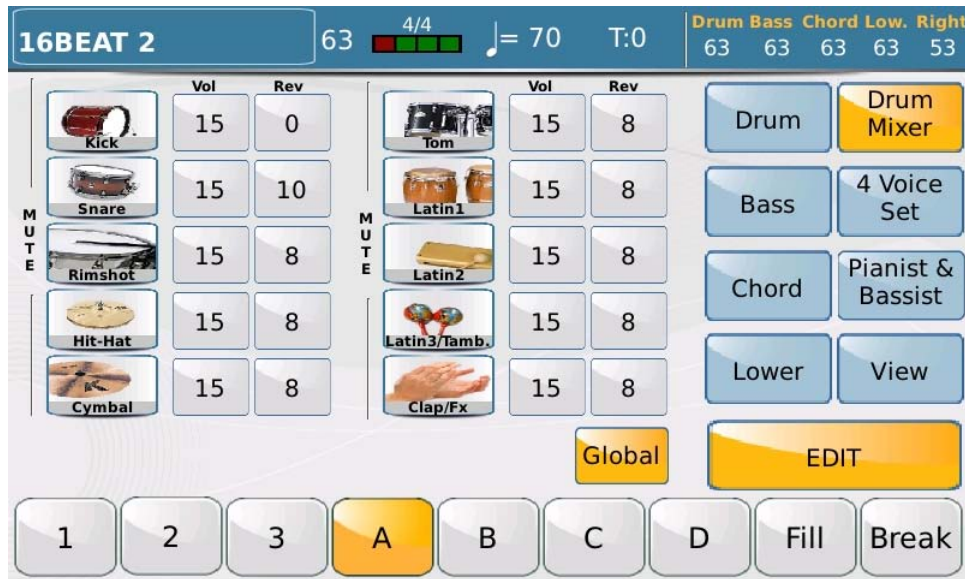 16BEAT 2
63
4/4
= 70
T:0
Drum Bass Chord Low. Right
63 63 63 63 53
Vol Rev
Kick 15 0
Snare 15 10
Rimshot 15 8
Hit-Hat 15 8
Cymbal 15 8
MUTE
Vol Rev
Tom 15 8
Latin1 15 8
Latin2 15 8
Latin3/Tamb. 15 8
Clap/Fx 15 8
MUTE
Global
Drum
Drum
Mixer
Bass
4 Voice
Set
Chord
Pianist &
Bassist
Lower
View
EDIT
1 2 3 A B C D Fill Break